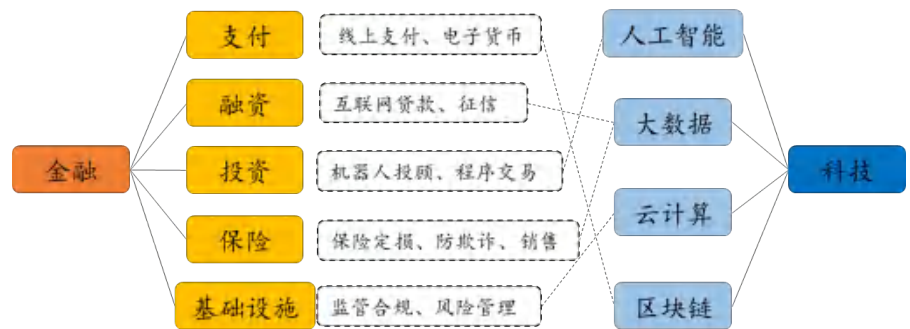 金融
支付
融资
投资
保险
基础设施
线上支付、电子货币
互联网贷款、征信
机器人投顾、程序交易
保险定损、防欺诈、销售
监管合规、风险管理
人工智能
大数据
云计算
区块链
科技